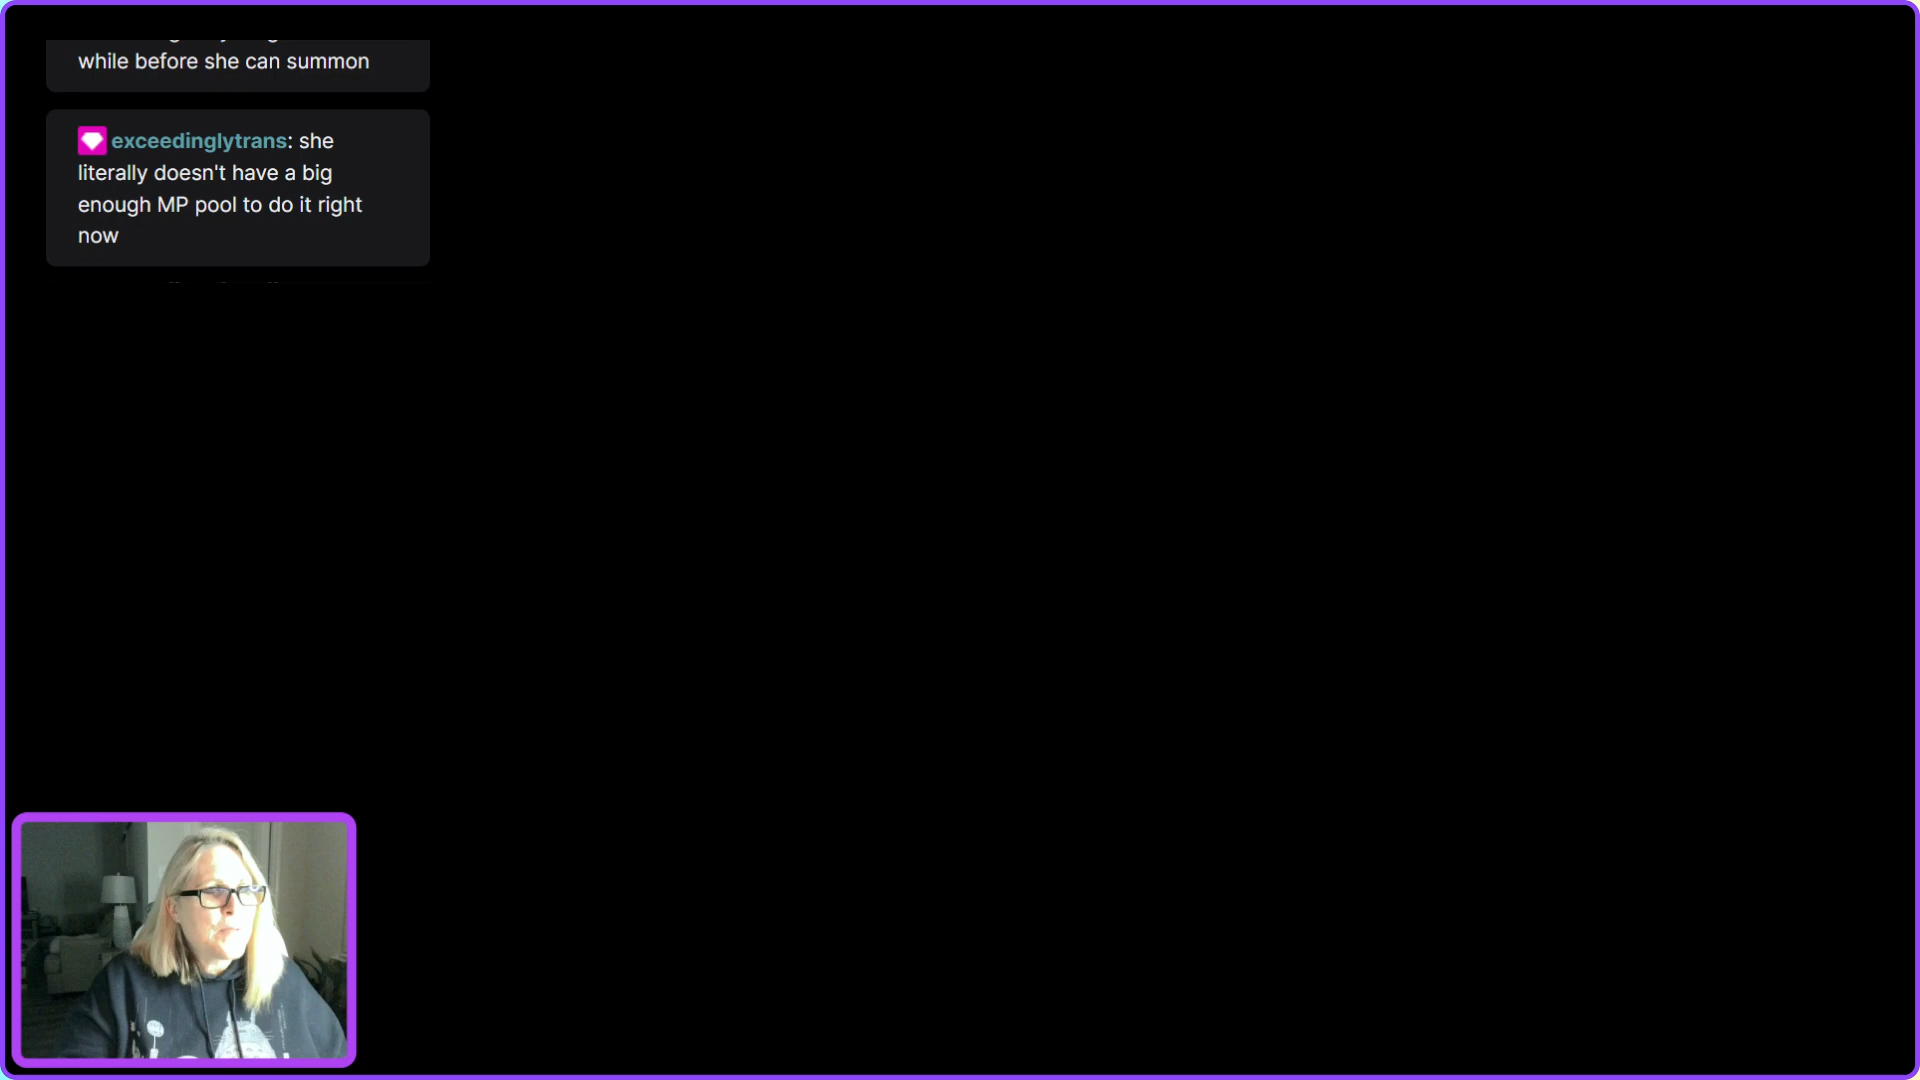 while before she can summon
exceedinglytrans: she
literally doesn't have a big
enough MP pool to do it right
now